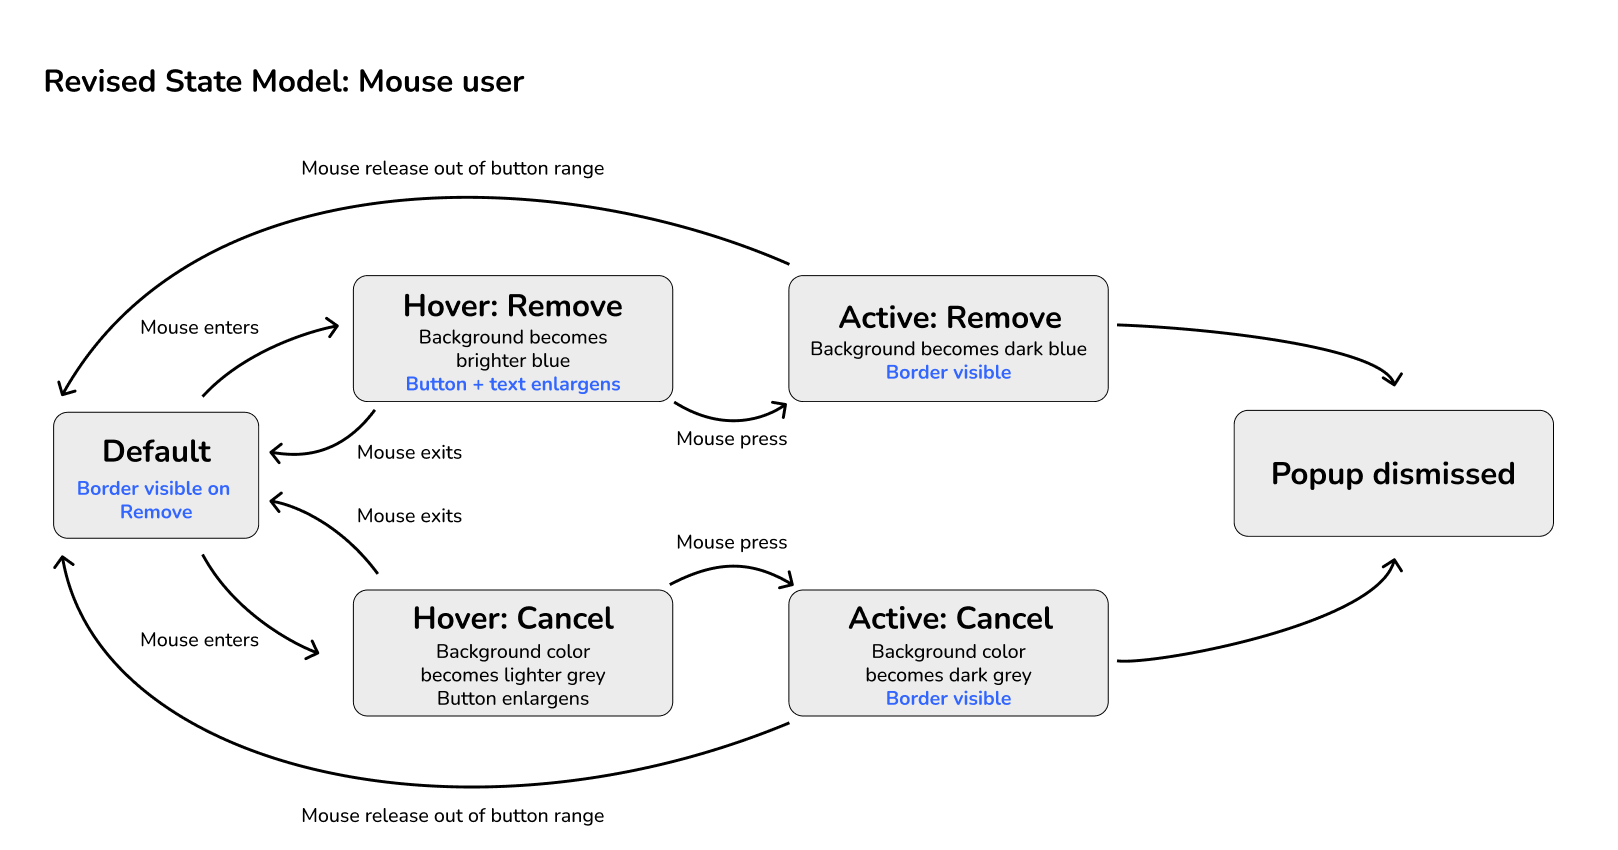 Revised State Model: Mouse user
Mouse release out of button range
Mouse enters
Hover: Remove
Background becomes
brighter blue
Button + text enlargens
Active: Remove
Background becomes dark blue
Border visible
Mouse press
Mouse exits
Default
Border visible on
Remove
Popup dismissed
Mouse exits
Mouse press
Mouse enters
Hover: Cancel
Background color
becomes lighter grey
Button enlargens
Active: Cancel
Background color
becomes dark grey
Border visible
Mouse release out of button range